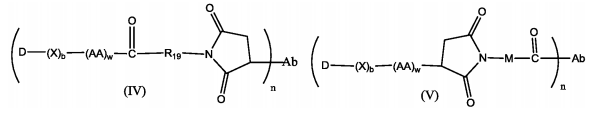 O O O
D—(X)b—(AA)w—C—R19—N Ab D—(X)b—(AA)w N—M—C—Ab
O n O n
(IV) (V)